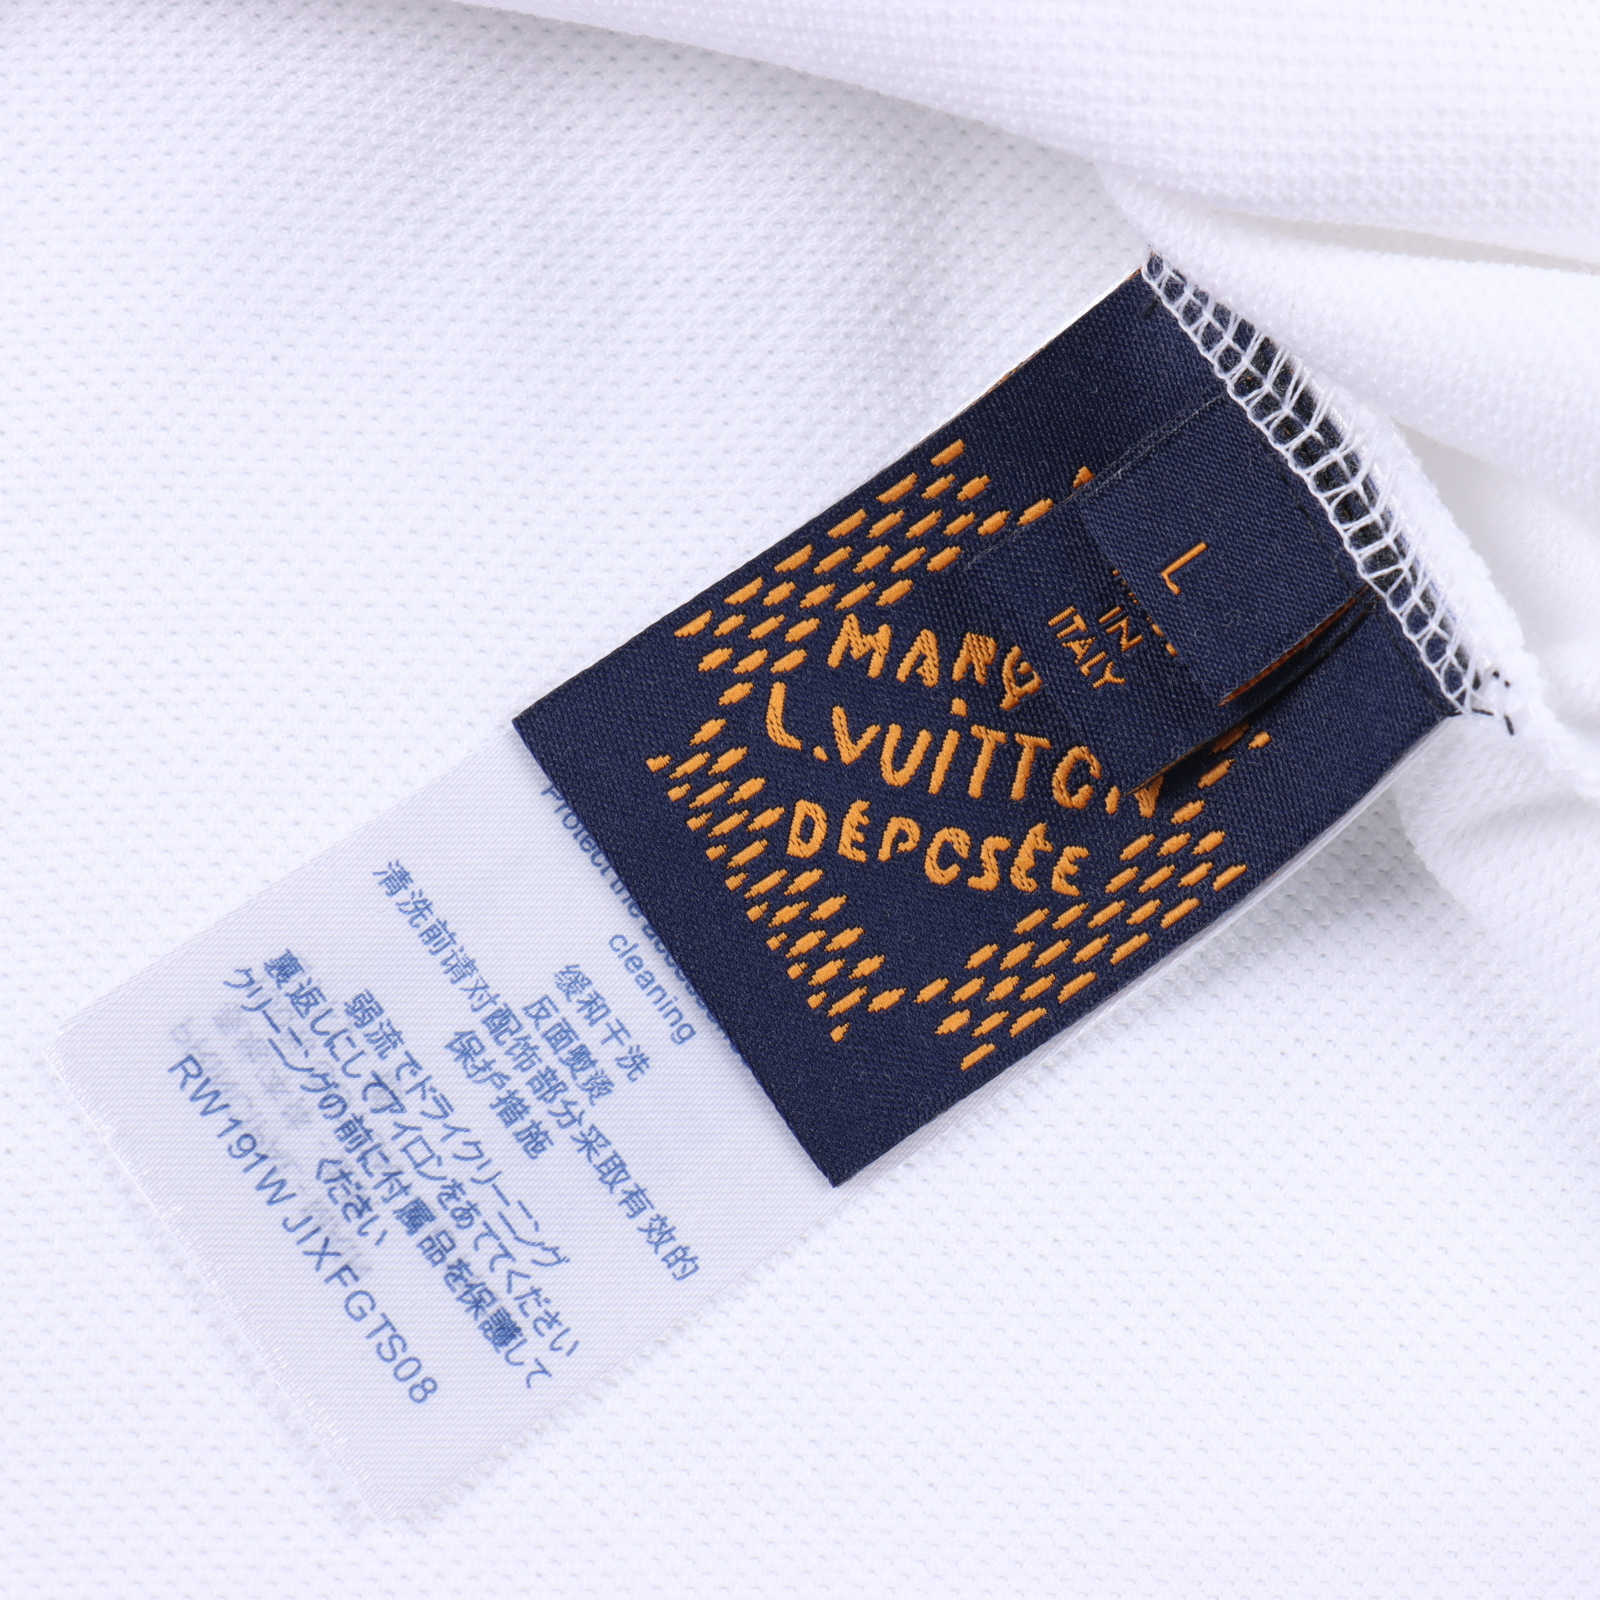 L
IN
ITALY
MARQ
L.VUITTON
DÉPOSÉE
cleaning
缓和干洗
反面熨烫
清洗前请对配饰部分采取有效的
保护措施
弱流でドライクリーニング
裏返しにしてアイロンをあててください
クリーニングの前に付属品を保護して
ください
RW191W JIXFGTS08